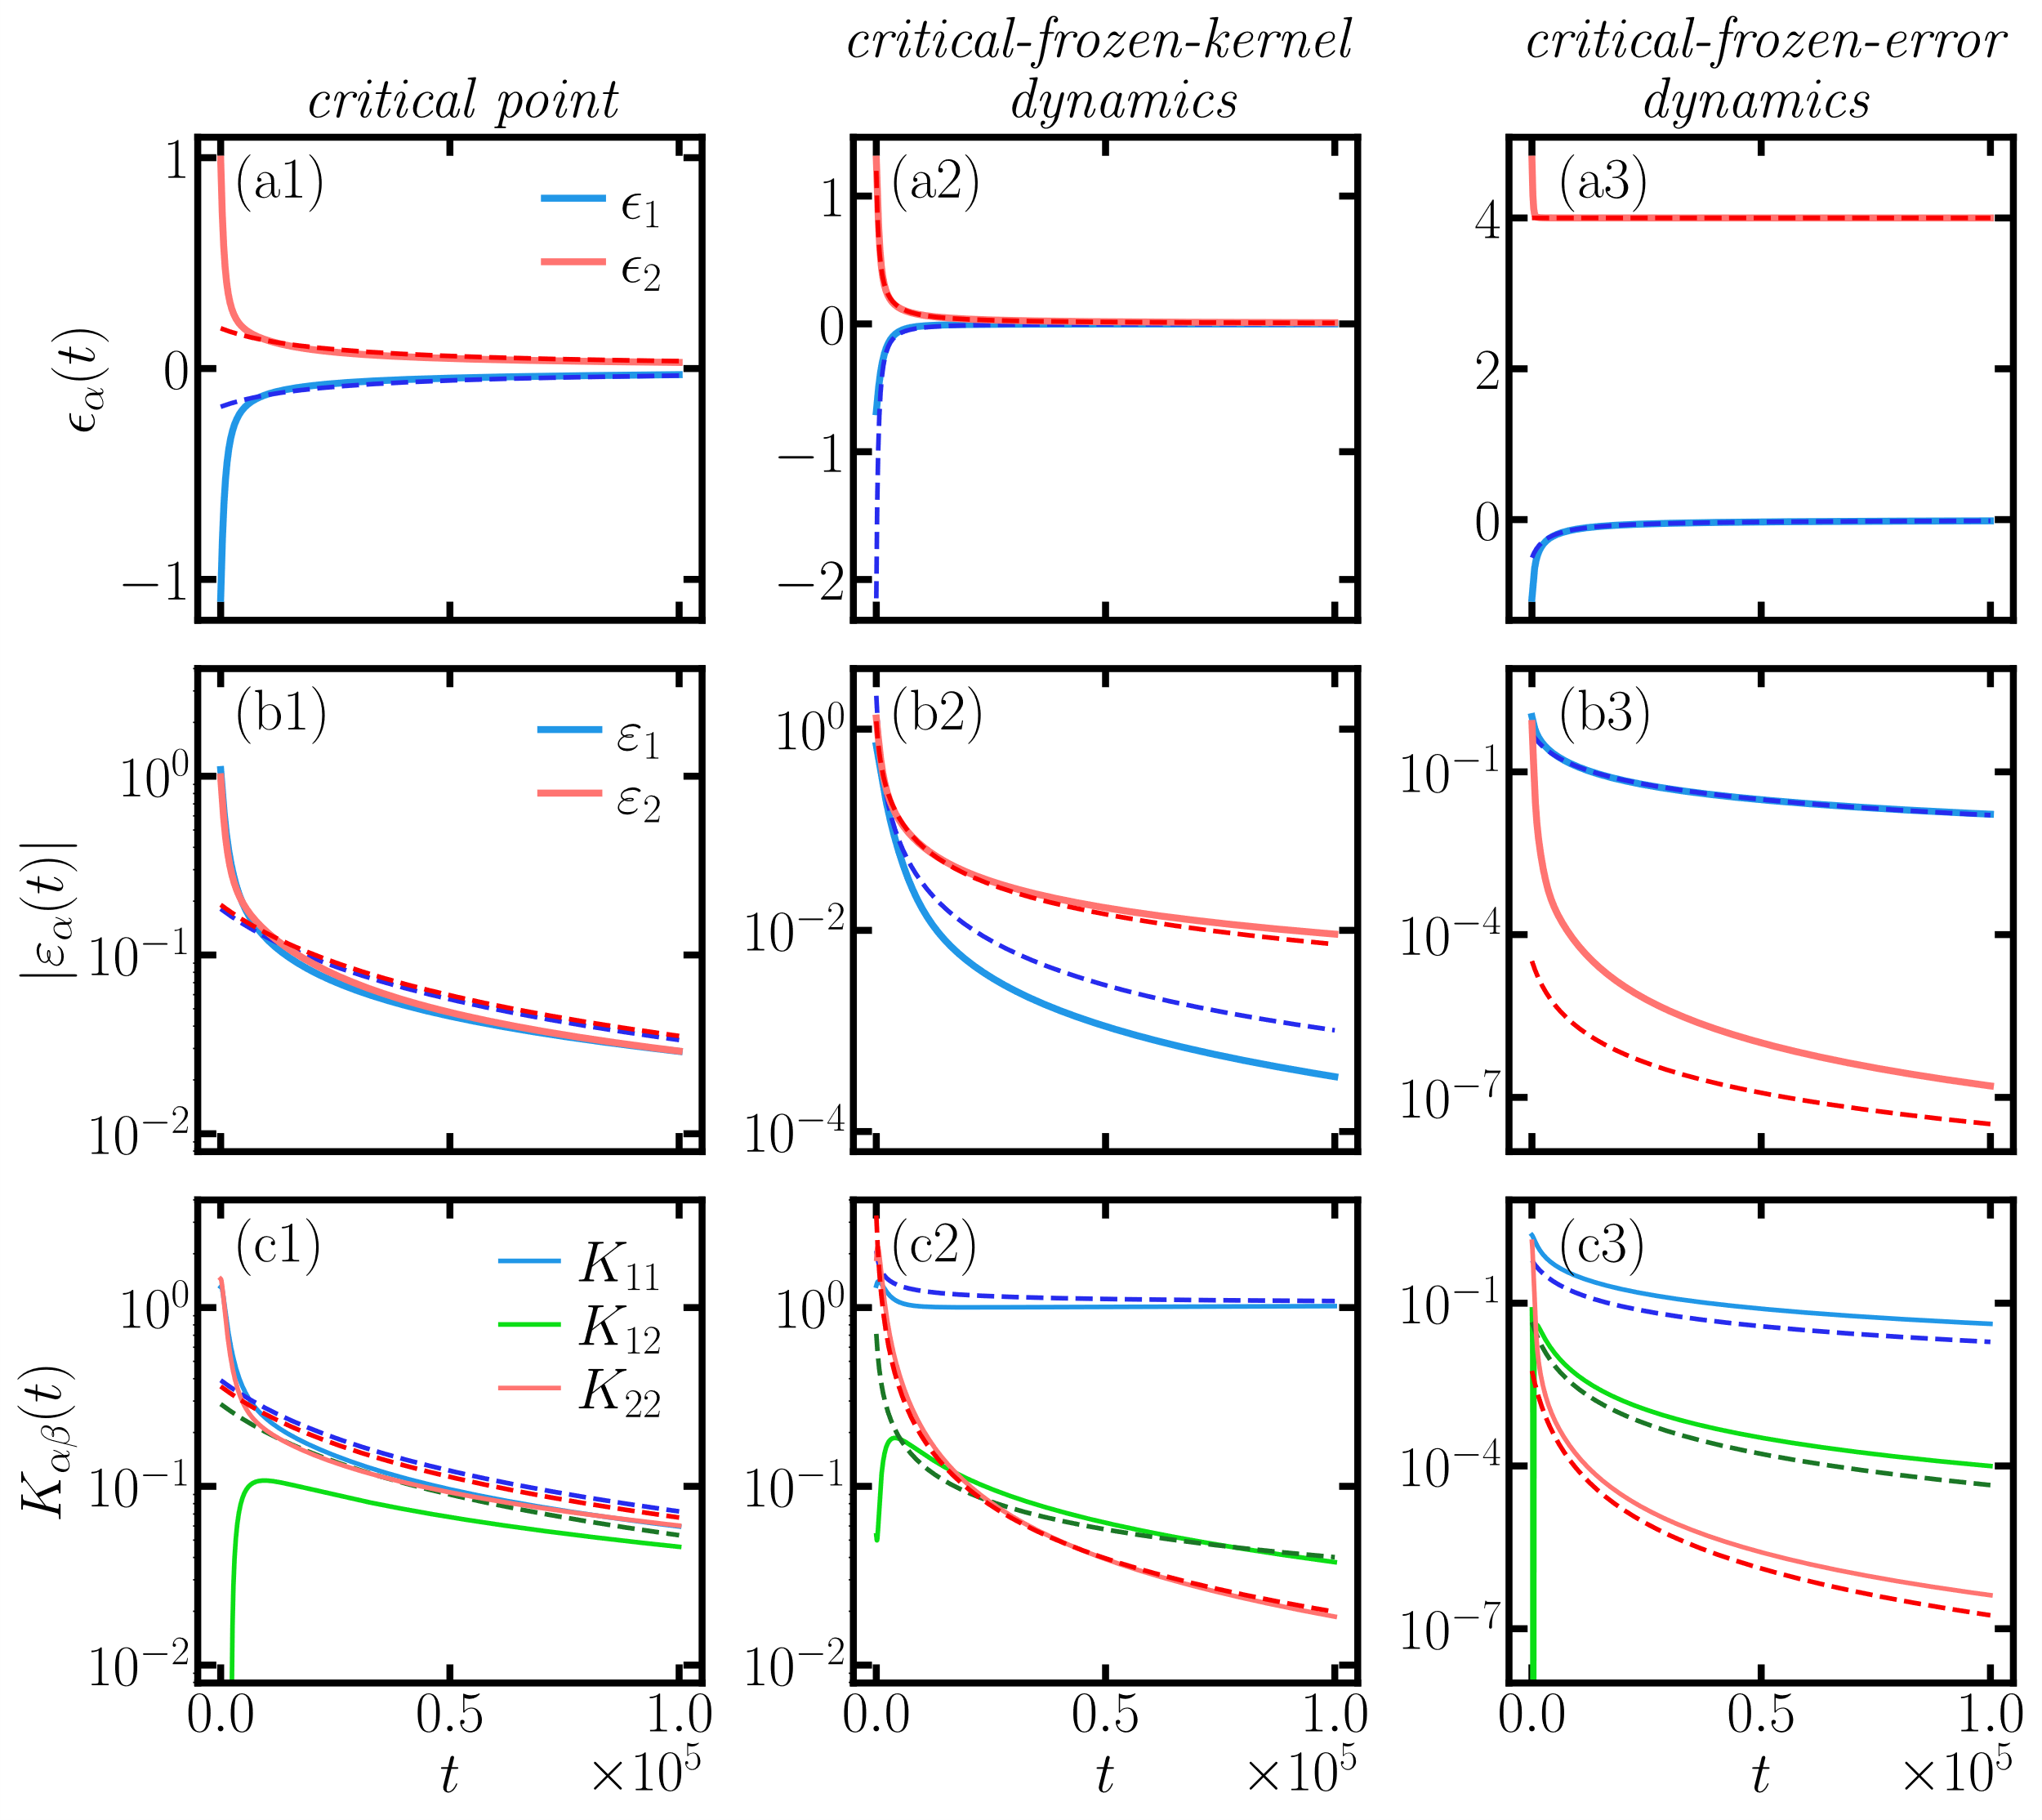 critical point
critical-frozen-kernel
dynamics
critical-frozen-error
dynamics
ϵα(t)
1
0
−1
(a1)
ϵ1
ϵ2
1
0
−1
−2
(a2)
4
2
0
(a3)
|εα(t)|
10^0
10^−1
10^−2
(b1)
ε1
ε2
10^0
10^−2
10^−4
(b2)
10^−1
10^−4
10^−7
(b3)
Kαβ(t)
10^0
10^−1
10^−2
(c1)
K11
K12
K22
10^0
10^−1
10^−2
(c2)
10^−1
10^−4
10^−7
(c3)
0.0 0.5 1.0
t ×10^5
0.0 0.5 1.0
t ×10^5
0.0 0.5 1.0
t ×10^5